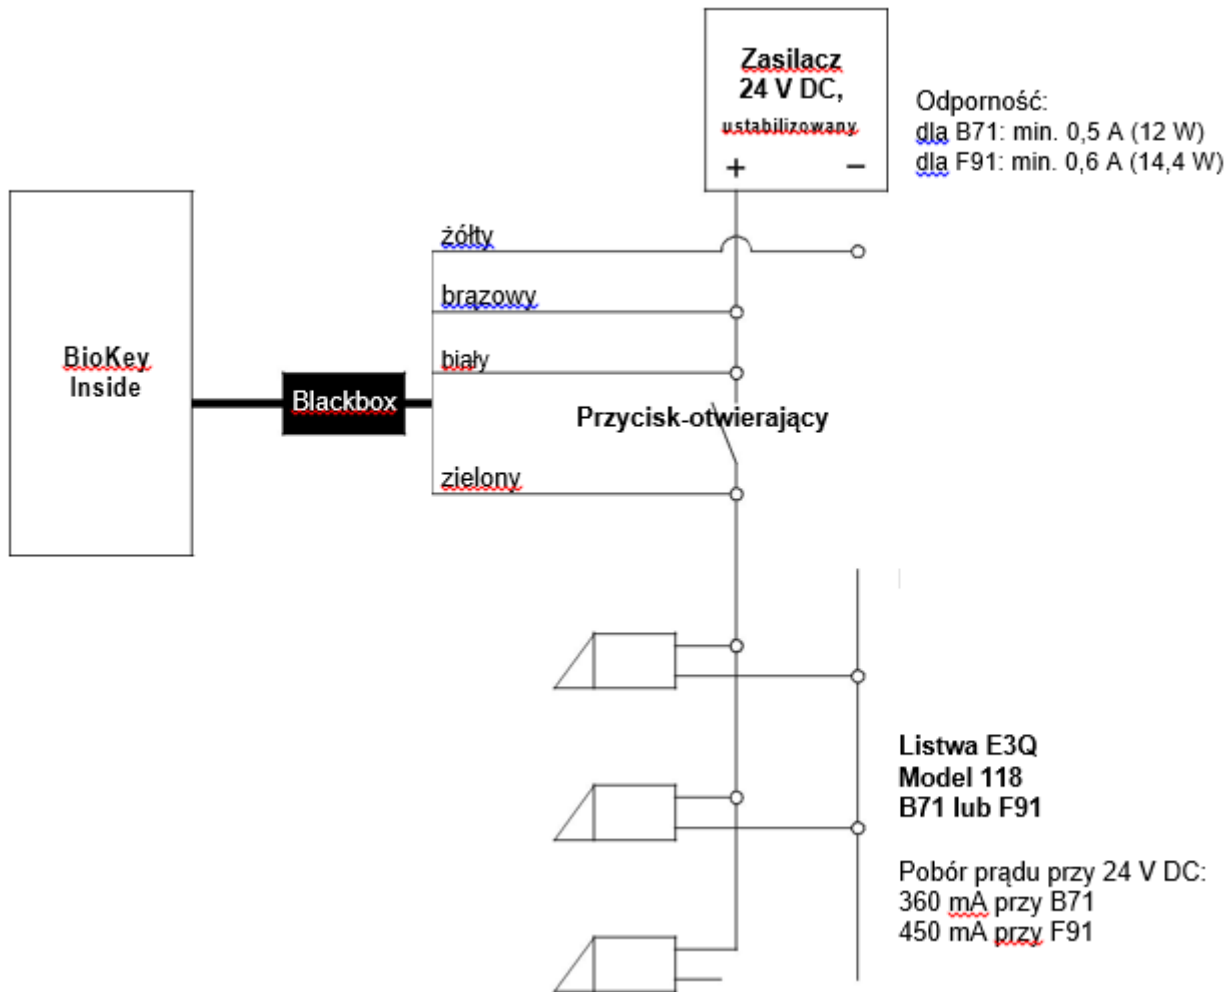 Zasilacz
24 V DC,
ustabilizowany
+ −
Odporność:
dla B71: min. 0,5 A (12 W)
dla F91: min. 0,6 A (14,4 W)
żółty
brązowy
biały
BioKey
Inside
Blackbox
Przycisk-otwierający
zielony
Listwa E3Q
Model 118
B71 lub F91
Pobór prądu przy 24 V DC:
360 mA przy B71
450 mA przy F91